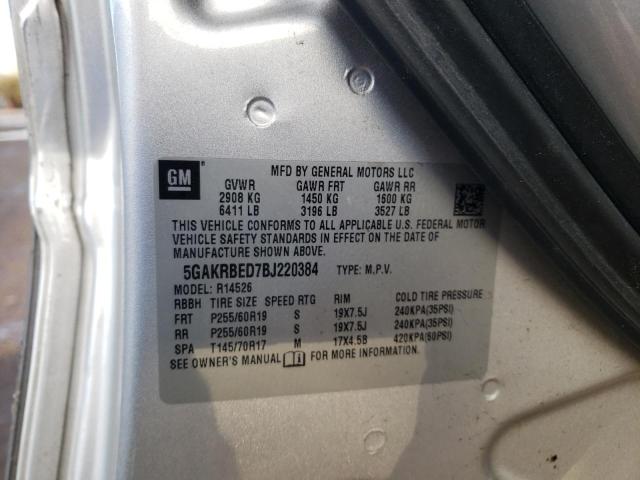 GM
MFD BY GENERAL MOTORS LLC
GVWR GAWR FRT GAWR RR
2908 KG 1450 KG 1600 KG
6411 LB 3196 LB 3527 LB
THIS VEHICLE CONFORMS TO ALL APPLICABLE U.S. FEDERAL MOTOR
VEHICLE SAFETY STANDARDS IN EFFECT ON THE DATE OF
MANUFACTURE SHOWN ABOVE.
5GAKRBED7BJ220384 TYPE: M.P.V.
MODEL: R14526
RBBH TIRE SIZE SPEED RTG RIM COLD TIRE PRESSURE
FRT P255/60R19 S 19X7.5J 240KPA(35PSI)
RR P255/60R19 S 19X7.5J 240KPA(35PSI)
SPA T145/70R17 M 17X4.5B 420KPA(60PSI)
SEE OWNER'S MANUAL FOR MORE INFORMATION.